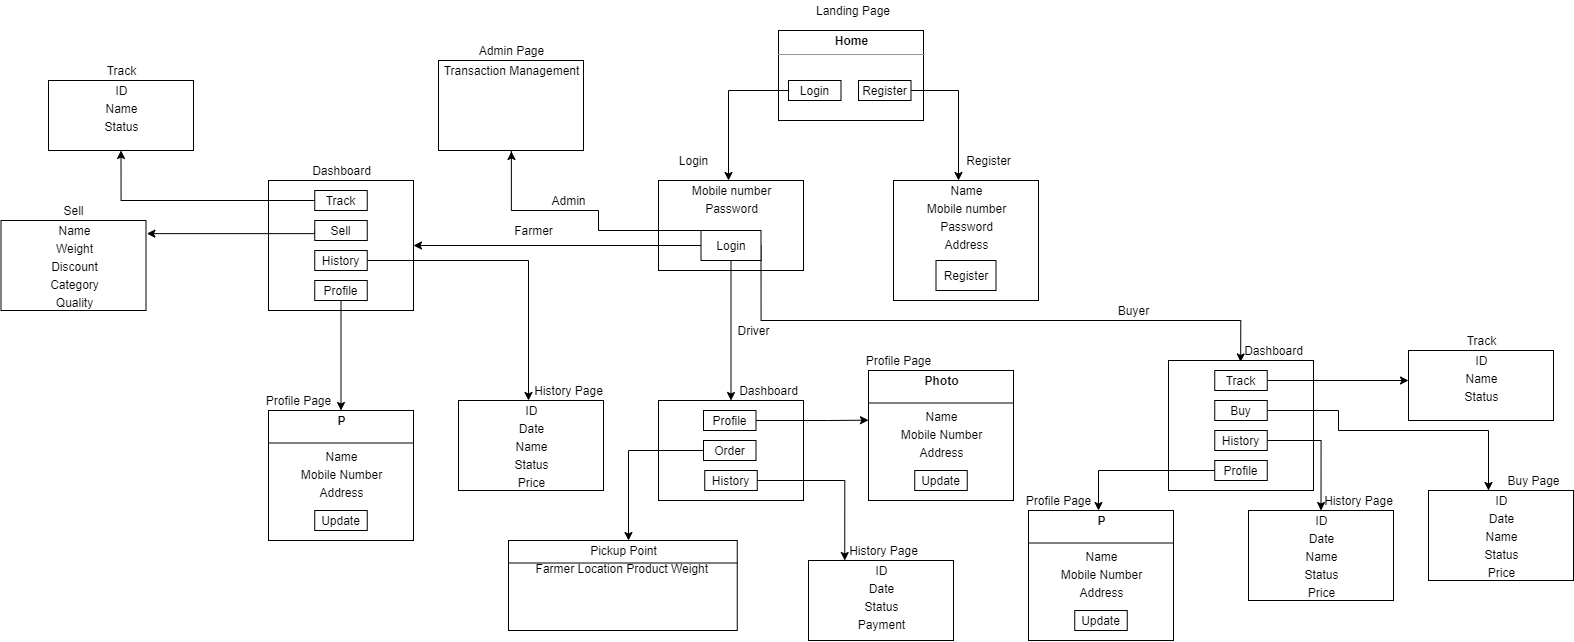 Landing Page
Home
Login
Register
Admin Page
Transaction Management
Track
ID
Name
Status
Dashboard
Track
Sell
History
Profile
Sell
Name
Weight
Discount
Category
Quality
Admin
Farmer
Login
Mobile number
Password
Login
Register
Name
Mobile number
Password
Address
Register
Driver
Buyer
Profile Page
P
Name
Mobile Number
Address
Update
History Page
ID
Date
Name
Status
Price
Dashboard
Profile
Order
History
Profile Page
Photo
Name
Mobile Number
Address
Update
Pickup Point
Farmer Location Product Weight
History Page
ID
Date
Status
Payment
Dashboard
Track
Buy
History
Profile
Track
ID
Name
Status
Profile Page
P
Name
Mobile Number
Address
Update
History Page
ID
Date
Name
Status
Price
Buy Page
ID
Date
Name
Status
Price